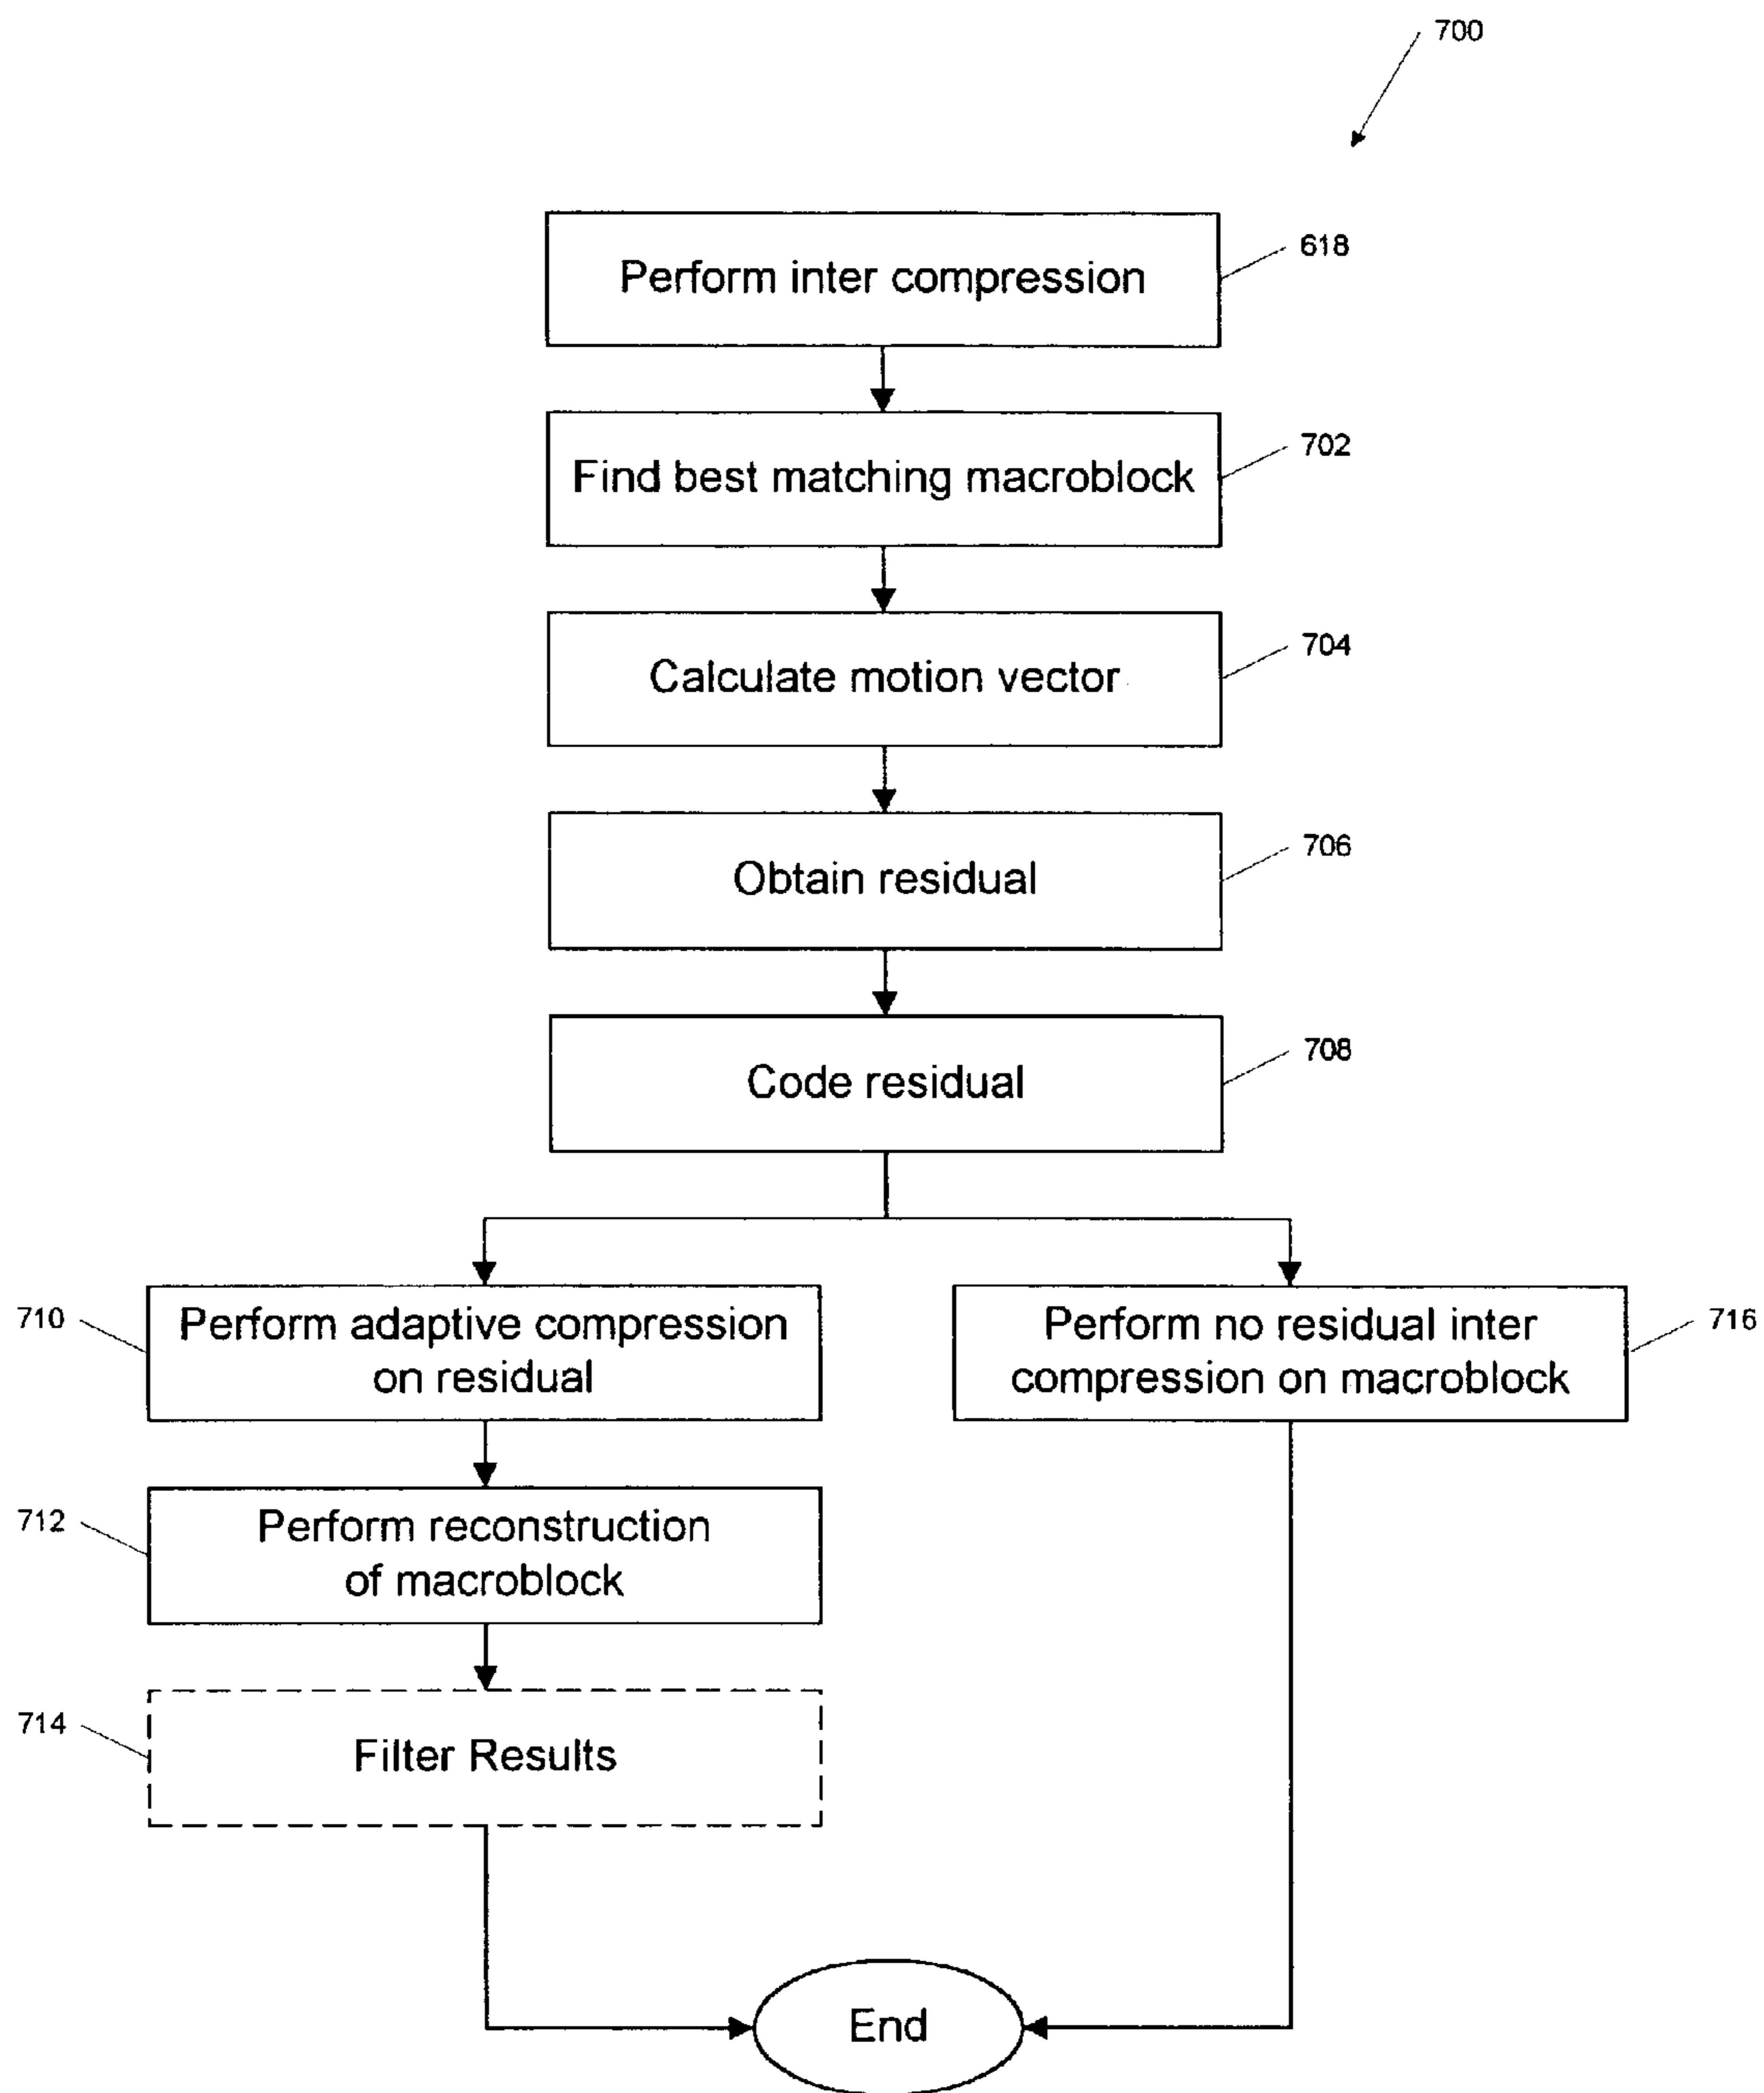 700
Perform inter compression
618
Find best matching macroblock
702
Calculate motion vector
704
Obtain residual
706
Code residual
708
710
Perform adaptive compression
on residual
Perform no residual inter
compression on macroblock
716
712
Perform reconstruction
of macroblock
714
Filter Results
End